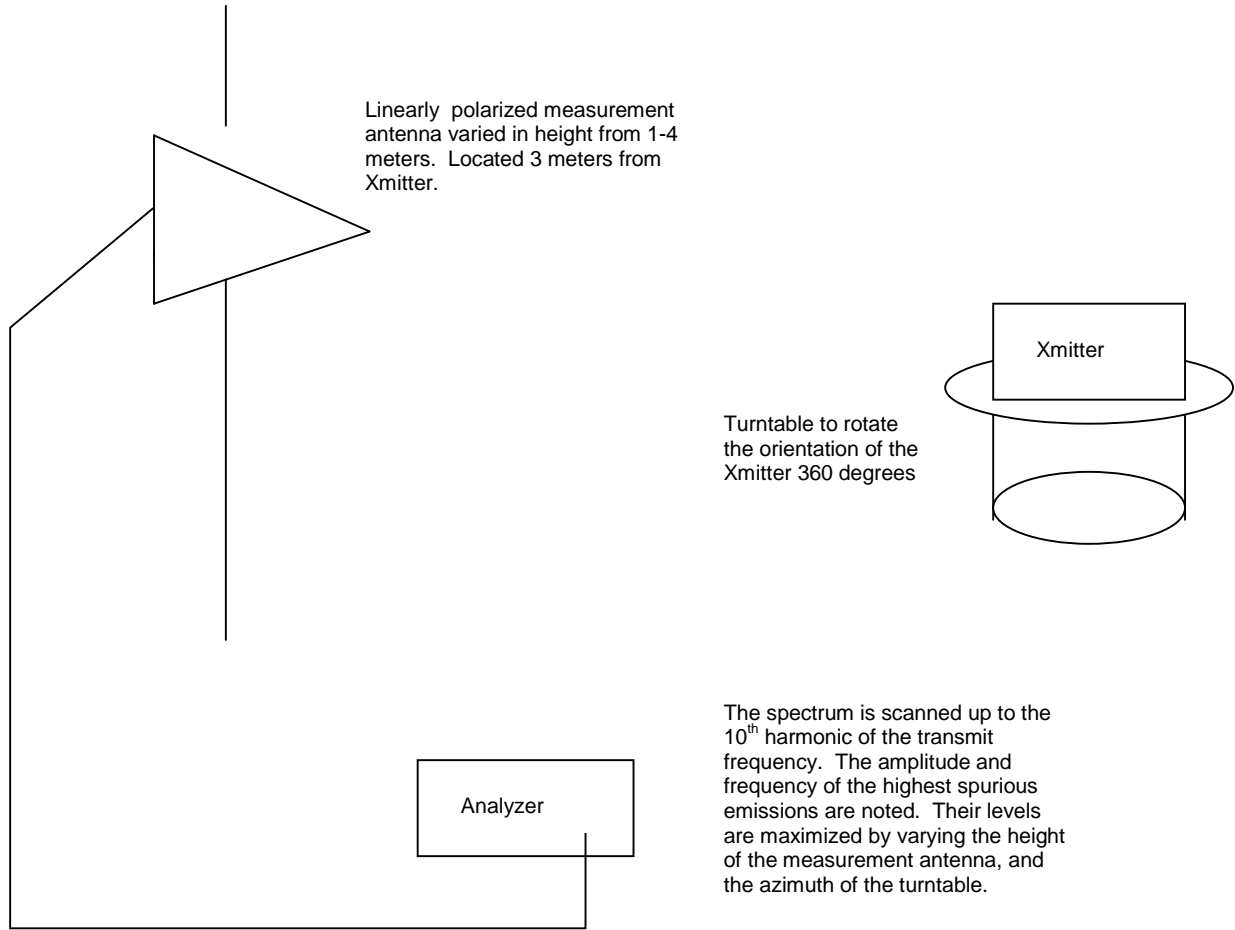 Linearly  polarized measurement
antenna varied in height from 1-4
meters.  Located 3 meters from
Xmitter.
Xmitter
Turntable to rotate
the orientation of the
Xmitter 360 degrees
The spectrum is scanned up to the
10th harmonic of the transmit
frequency.  The amplitude and
frequency of the highest spurious
emissions are noted.  Their levels
are maximized by varying the height
of the measurement antenna, and
the azimuth of the turntable.
Analyzer